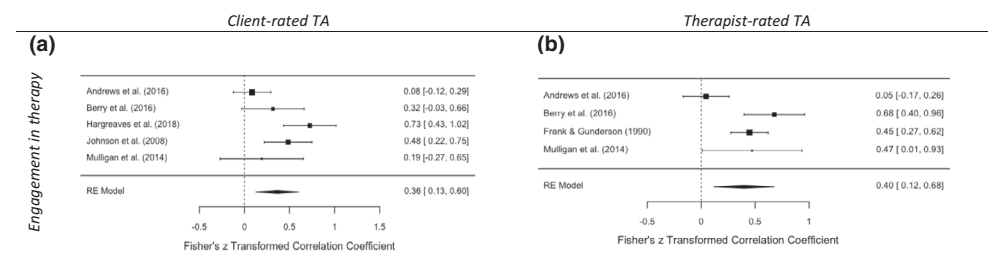 Client-rated TA
Therapist-rated TA
(a)
(b)
Engagement in therapy
Andrews et al. (2016) 0.08 [-0.12, 0.29]
Berry et al. (2016) 0.32 [-0.03, 0.66]
Hargreaves et al. (2018) 0.73 [ 0.43, 1.02]
Johnson et al. (2008) 0.48 [ 0.22, 0.75]
Mulligan et al. (2014) 0.19 [-0.27, 0.65]
RE Model 0.36 [ 0.13, 0.60]
-0.5 0 0.5 1 1.5
Fisher's z Transformed Correlation Coefficient
Andrews et al. (2016) 0.05 [-0.17, 0.26]
Berry et al. (2016) 0.68 [ 0.40, 0.96]
Frank & Gunderson (1990) 0.45 [ 0.27, 0.62]
Mulligan et al. (2014) 0.47 [ 0.01, 0.93]
RE Model 0.40 [ 0.12, 0.68]
-0.5 0 0.5 1
Fisher's z Transformed Correlation Coefficient